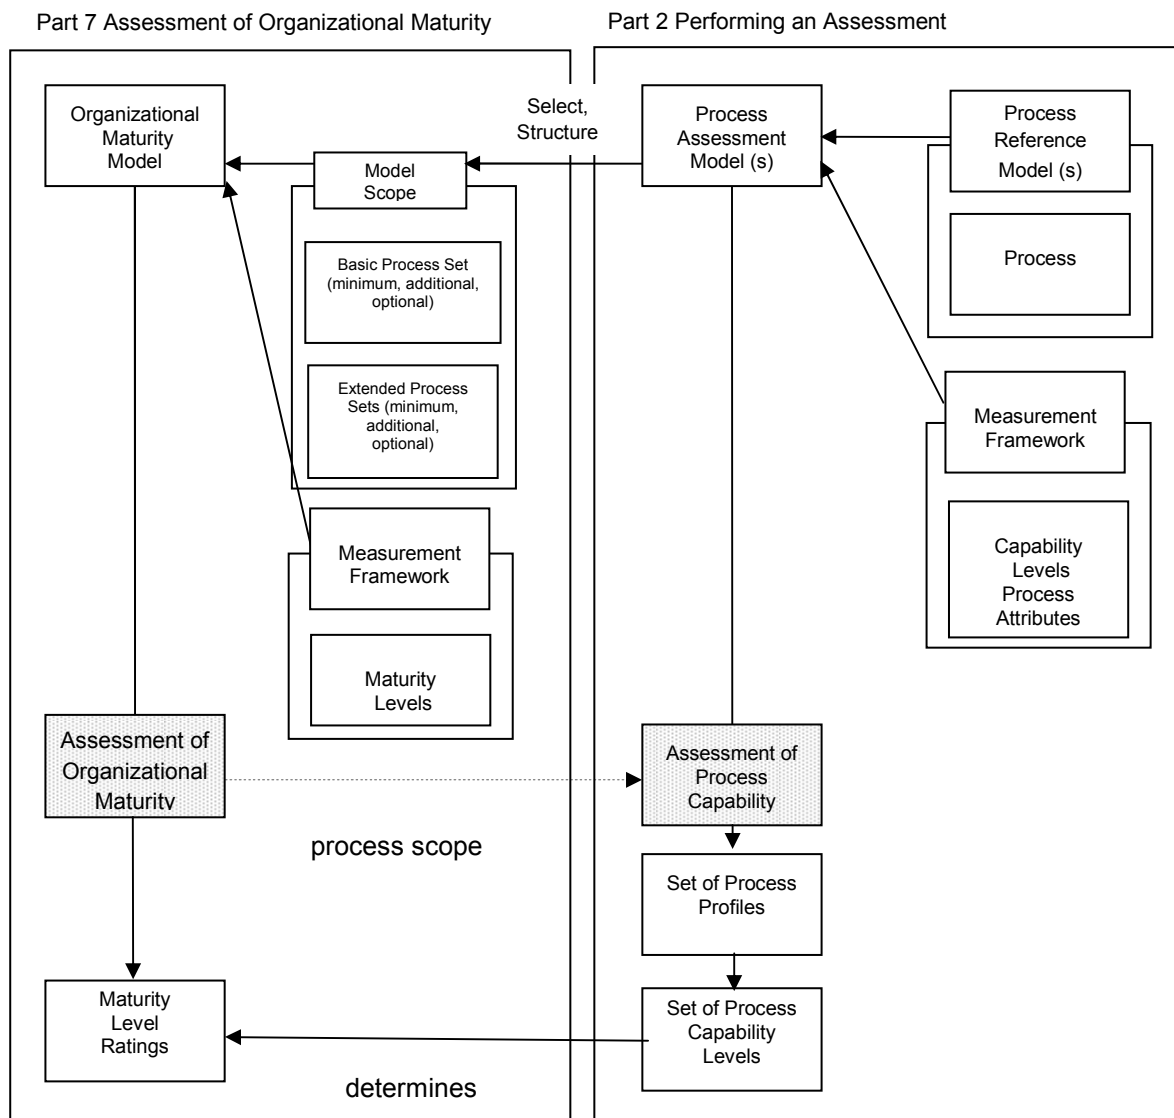 Part 7 Assessment of Organizational Maturity
Part 2 Performing an Assessment
Organizational
Maturity
Model
Select,
Structure
Model
Scope
Basic Process Set
(minimum, additional,
optional)
Extended Process
Sets (minimum,
additional,
optional)
Measurement
Framework
Maturity
Levels
Assessment of
Organizational
Maturity
process scope
Maturity
Level
Ratings
determines
Process
Assessment
Model (s)
Process
Reference
Model (s)
Process
Measurement
Framework
Capability
Levels
Process
Attributes
Assessment of
Process
Capability
Set of Process
Profiles
Set of Process
Capability
Levels